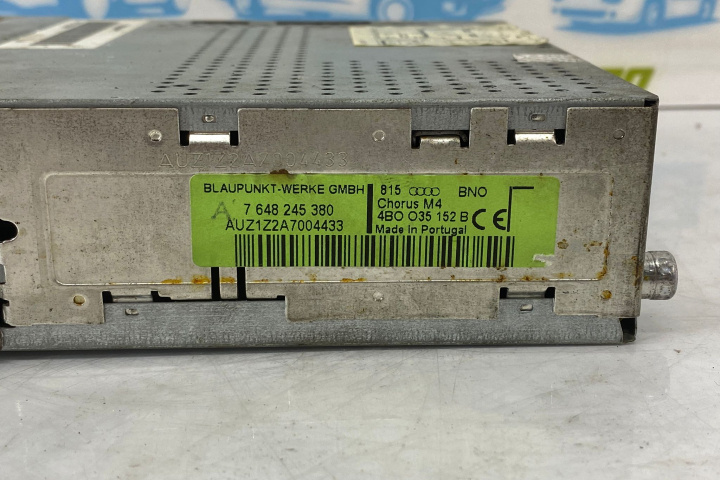 AUZ1Z2A7004433
BLAUPUNKT-WERKE GMBH
A 7 648 245 380
AUZ1Z2A7004433
815 BNO
Chorus M4
4B0 035 152 B CE
Made in Portugal